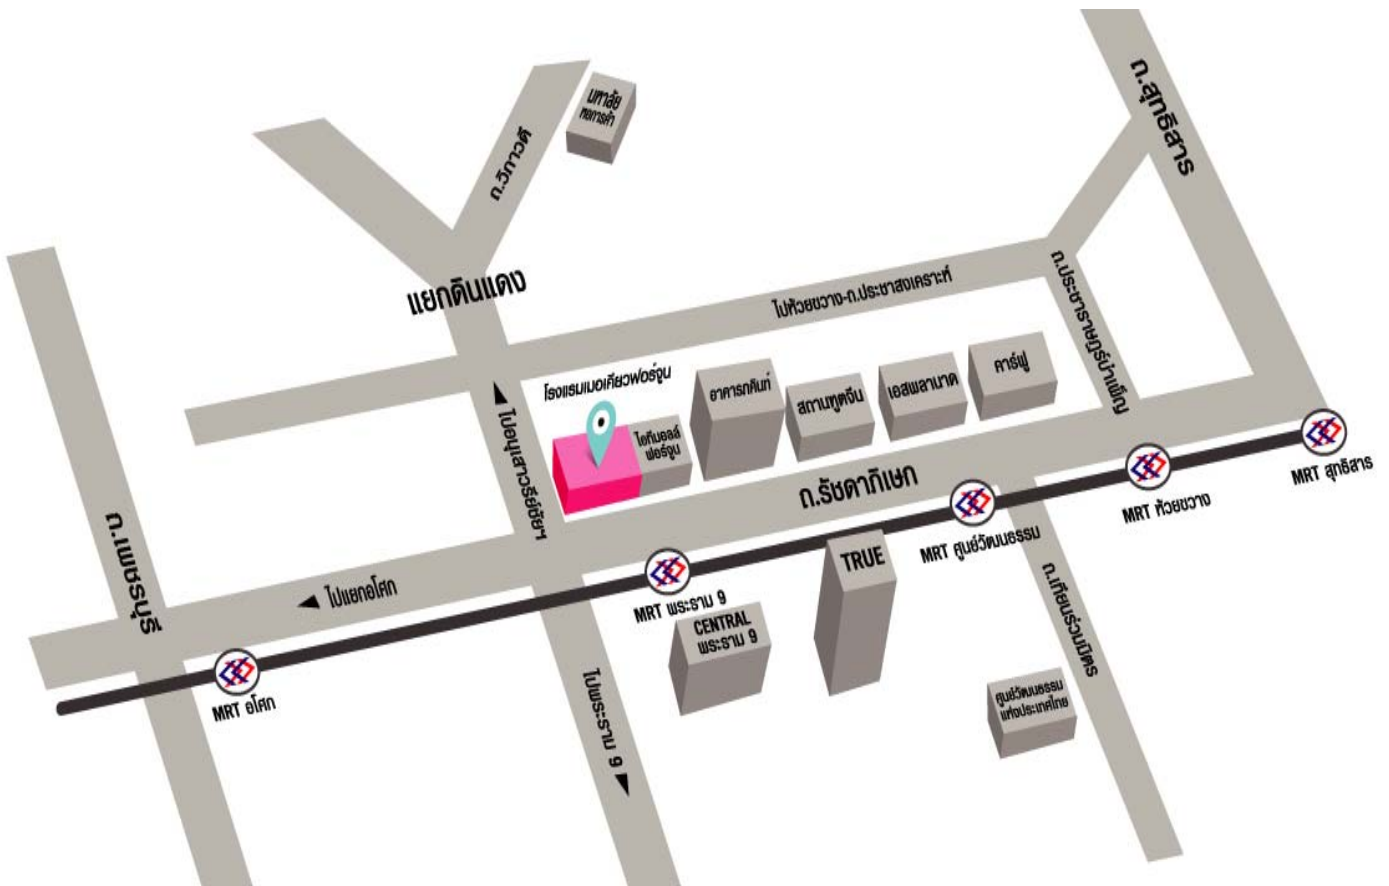 ถ.สุทธิสาร
มหาลัย
หอการค้า
ถ.วิภาวดี
แยกดินแดง
ไปห้วยขวาง-ถ.ประชาสงเคราะห์
ถ.ประชาราษฎร์บำเพ็ญ
โรงแรมเมอเคียวฟอร์จูน
ไอทีมอลล์
ฟอร์จูน
อาคารกคินท์
สถานทูตจีน
เอสพลานาด
คาร์ฟู
ไปอนุเสาวรีย์ชัยฯ
ถ.รัชดาภิเษก
ถ.เพชรบุรี
ไปแยกอโศก
MRT อโศก
MRT พระราม 9
MRT ศูนย์วัฒนธรรม
MRT ห้วยขวาง
MRT สุทธิสาร
CENTRAL
พระราม 9
TRUE
ไปพระราม 9
ถ.เทียนร่วมมิตร
ศูนย์วัฒนธรรม
แห่งประเทศไทย